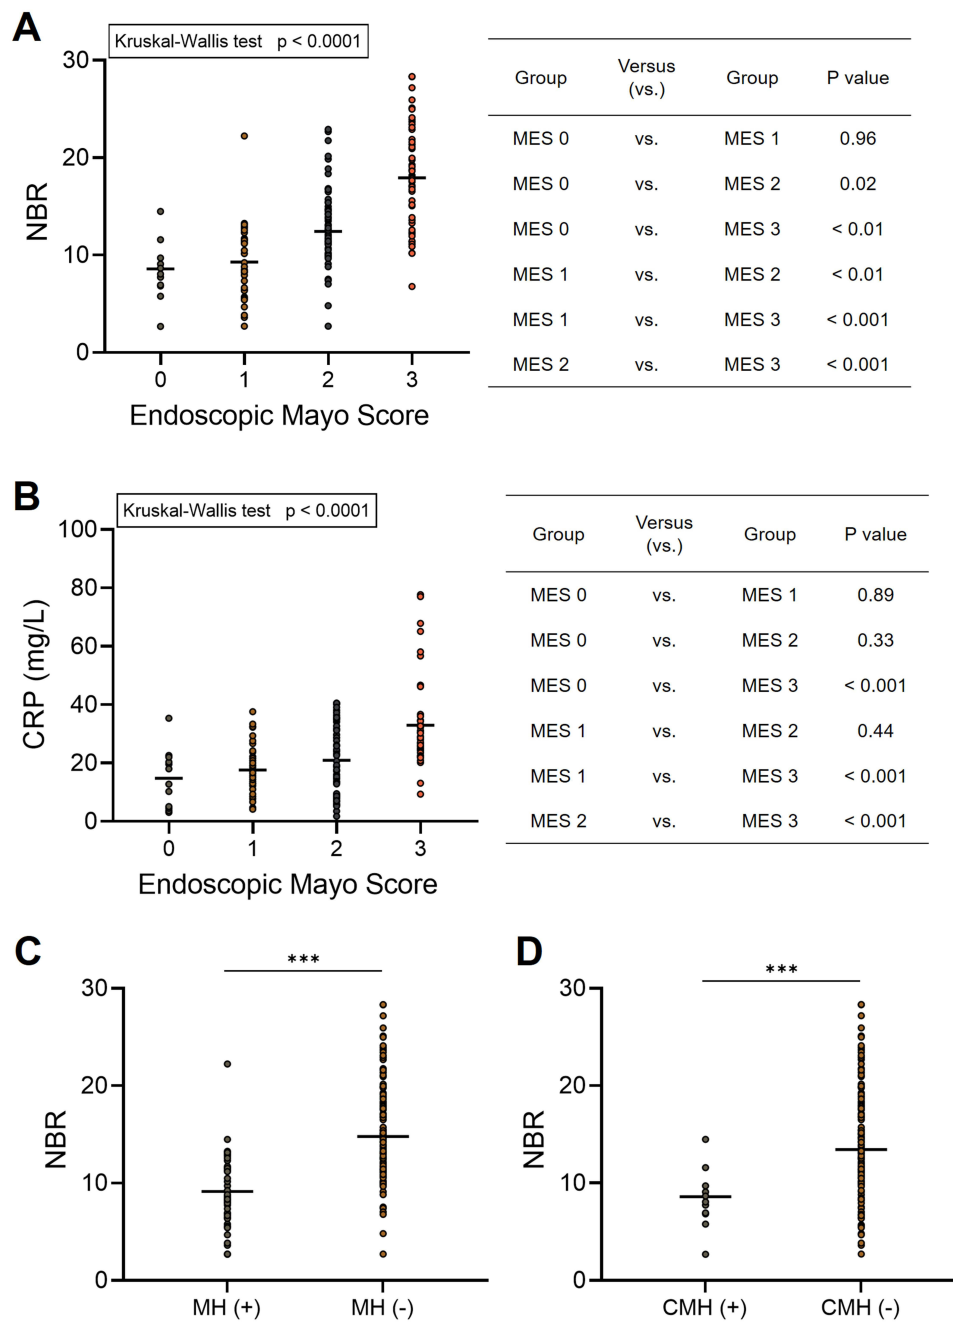 A
Kruskal-Wallis test p < 0.0001
30
20
10
0
NBR
0 1 2 3
Endoscopic Mayo Score
Group Versus (vs.) Group P value
MES 0 vs. MES 1 0.96
MES 0 vs. MES 2 0.02
MES 0 vs. MES 3 < 0.01
MES 1 vs. MES 2 < 0.01
MES 1 vs. MES 3 < 0.001
MES 2 vs. MES 3 < 0.001
B
Kruskal-Wallis test p < 0.0001
100
80
60
40
20
0
CRP (mg/L)
0 1 2 3
Endoscopic Mayo Score
Group Versus (vs.) Group P value
MES 0 vs. MES 1 0.89
MES 0 vs. MES 2 0.33
MES 0 vs. MES 3 < 0.001
MES 1 vs. MES 2 0.44
MES 1 vs. MES 3 < 0.001
MES 2 vs. MES 3 < 0.001
C
***
30
20
10
0
NBR
MH (+) MH (-)
D
***
30
20
10
0
NBR
CMH (+) CMH (-)